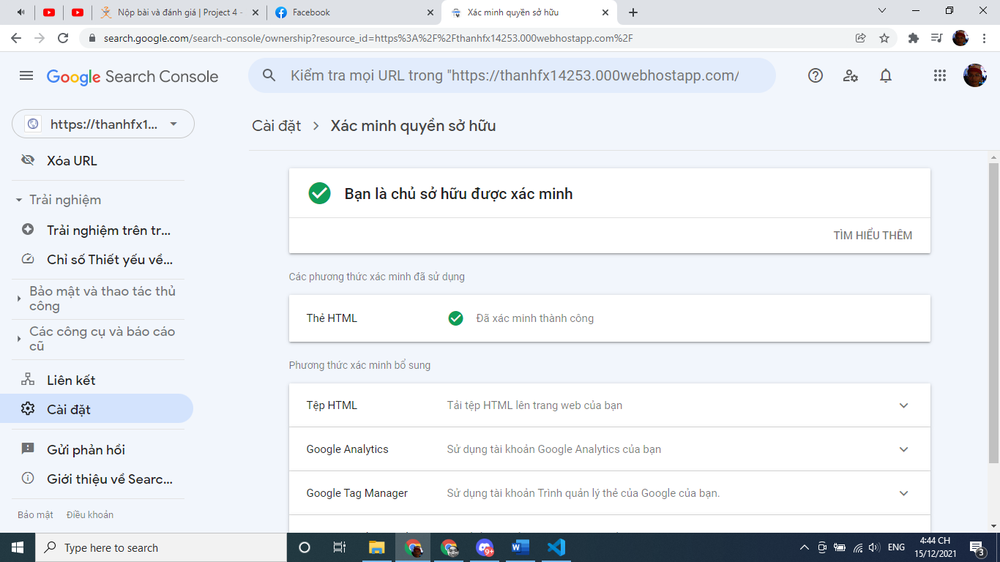 Nộp bài và đánh giá | Project 4 -
Facebook
Xác minh quyền sở hữu
search.google.com/search-console/ownership?resource_id=https%3A%2F%2Fthanhfx14253.000webhostapp.com%2F
Google Search Console
Kiểm tra mọi URL trong "https://thanhfx14253.000webhostapp.com/
https://thanhfx1...
Cài đặt
Xác minh quyền sở hữu
Xóa URL
Trải nghiệm
Trải nghiệm trên tr...
Chỉ số Thiết yếu về...
Bảo mật và thao tác thủ
công
Các công cụ và báo cáo
cũ
Liên kết
Cài đặt
Gửi phản hồi
Giới thiệu về Searc...
Bảo mật
Điều khoản
Bạn là chủ sở hữu được xác minh
TÌM HIỂU THÊM
Các phương thức xác minh đã sử dụng
Thẻ HTML
Đã xác minh thành công
Phương thức xác minh bổ sung
Tệp HTML
Tải tệp HTML lên trang web của bạn
Google Analytics
Sử dụng tài khoản Google Analytics của bạn
Google Tag Manager
Sử dụng tài khoản Trình quản lý thẻ của Google của bạn.
Type here to search
9+
ENG
4:44 CH
15/12/2021
3